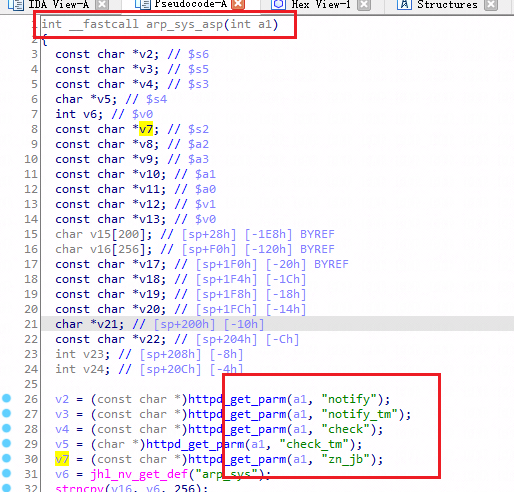 IDA View-A Pseudocode-A Hex View-1 Structures
int __fastcall arp_sys_asp(int a1)
2 {
3 const char *v2; // $s6
4 const char *v3; // $s5
5 const char *v4; // $s3
6 char *v5; // $s4
7 int v6; // $v0
8 const char *v7; // $s2
9 const char *v8; // $a2
10 const char *v9; // $a3
11 const char *v10; // $a1
12 const char *v11; // $a0
13 const char *v12; // $v1
14 const char *v13; // $v0
15 char v15[200]; // [sp+28h] [-1E8h] BYREF
16 char v16[256]; // [sp+F0h] [-120h] BYREF
17 const char *v17; // [sp+1F0h] [-20h] BYREF
18 const char *v18; // [sp+1F4h] [-1Ch]
19 const char *v19; // [sp+1F8h] [-18h]
20 const char *v20; // [sp+1FCh] [-14h]
21 char *v21; // [sp+200h] [-10h]
22 const char *v22; // [sp+204h] [-Ch]
23 int v23; // [sp+208h] [-8h]
24 int v24; // [sp+20Ch] [-4h]
25
26 v2 = (const char *)httpd_get_parm(a1, "notify");
27 v3 = (const char *)httpd_get_parm(a1, "notify_tm");
28 v4 = (const char *)httpd_get_parm(a1, "check");
29 v5 = (char *)httpd_get_parm(a1, "check_tm");
30 v7 = (const char *)httpd_get_parm(a1, "zn_jb");
31 v6 = jhl_nv_get_def("arp_sys");
32 strncpy(v16, v6, 256);